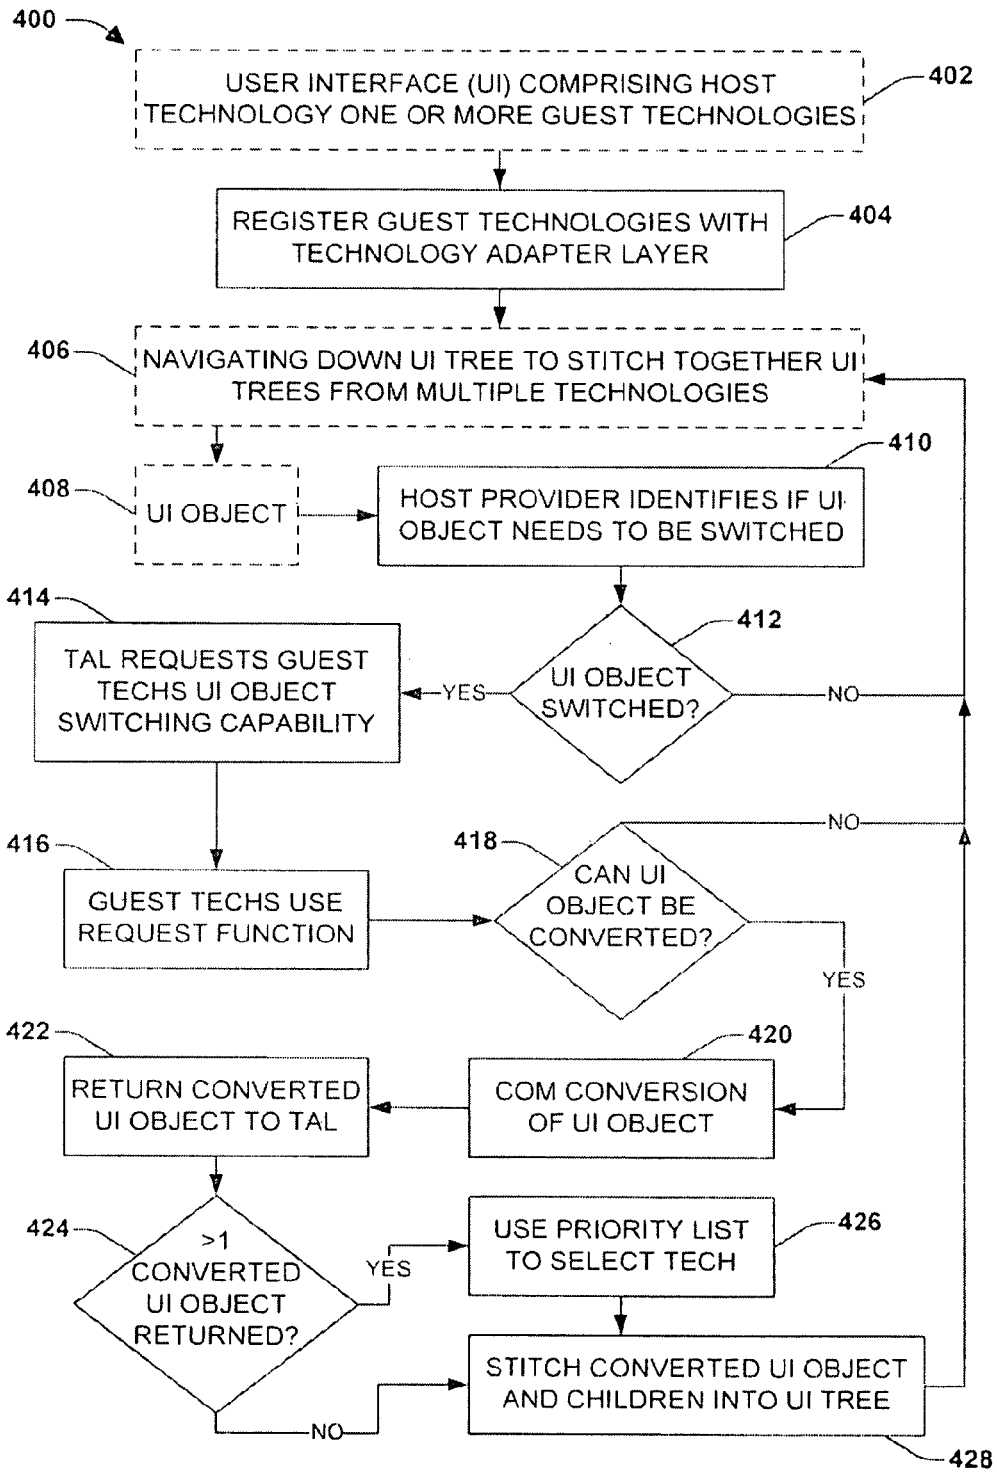 400
USER INTERFACE (UI) COMPRISING HOST
TECHNOLOGY ONE OR MORE GUEST TECHNOLOGIES
402
REGISTER GUEST TECHNOLOGIES WITH
TECHNOLOGY ADAPTER LAYER
404
406
NAVIGATING DOWN UI TREE TO STITCH TOGETHER UI
TREES FROM MULTIPLE TECHNOLOGIES
408
UI OBJECT
410
HOST PROVIDER IDENTIFIES IF UI
OBJECT NEEDS TO BE SWITCHED
412
UI OBJECT
SWITCHED?
YES
NO
414
TAL REQUESTS GUEST
TECHS UI OBJECT
SWITCHING CAPABILITY
416
GUEST TECHS USE
REQUEST FUNCTION
418
CAN UI
OBJECT BE
CONVERTED?
NO
YES
420
COM CONVERSION
OF UI OBJECT
422
RETURN CONVERTED
UI OBJECT TO TAL
424
>1
CONVERTED
UI OBJECT
RETURNED?
YES
NO
426
USE PRIORITY LIST
TO SELECT TECH
STITCH CONVERTED UI OBJECT
AND CHILDREN INTO UI TREE
428